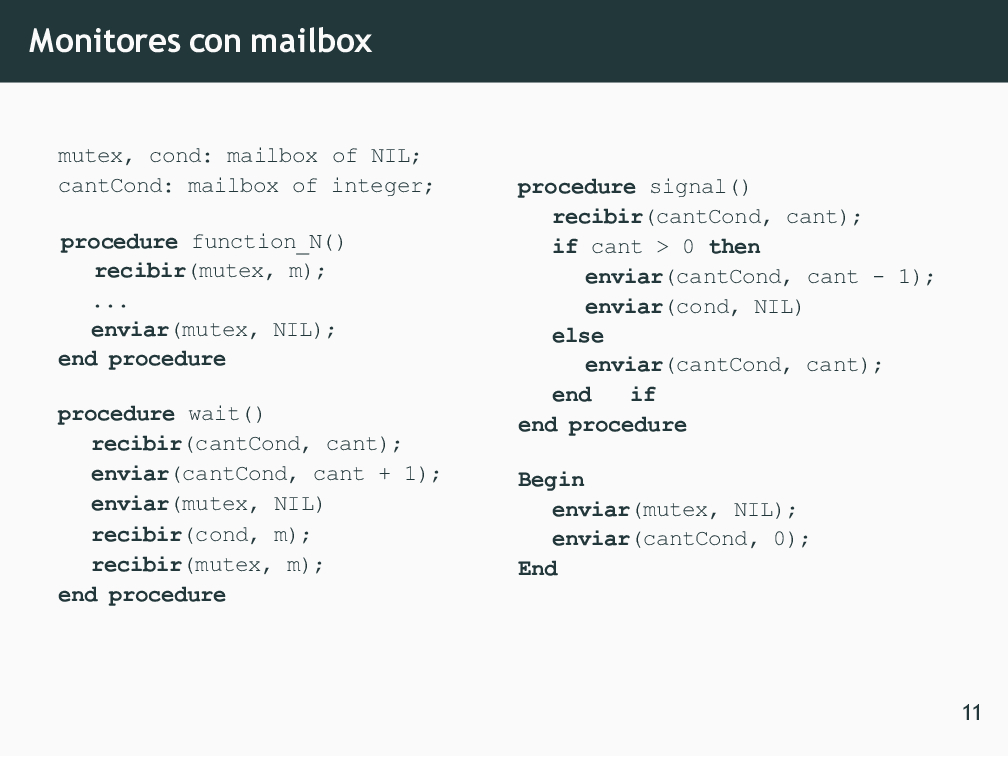 Monitores con mailbox
mutex, cond: mailbox of NIL;
cantCond: mailbox of integer;
procedure function_N()
recibir(mutex, m);
...
enviar(mutex, NIL);
end procedure
procedure wait()
recibir(cantCond, cant);
enviar(cantCond, cant + 1);
enviar(mutex, NIL)
recibir(cond, m);
recibir(mutex, m);
end procedure
procedure signal()
recibir(cantCond, cant);
if cant > 0 then
enviar(cantCond, cant - 1);
enviar(cond, NIL)
else
enviar(cantCond, cant);
end if
end procedure
Begin
enviar(mutex, NIL);
enviar(cantCond, 0);
End
11